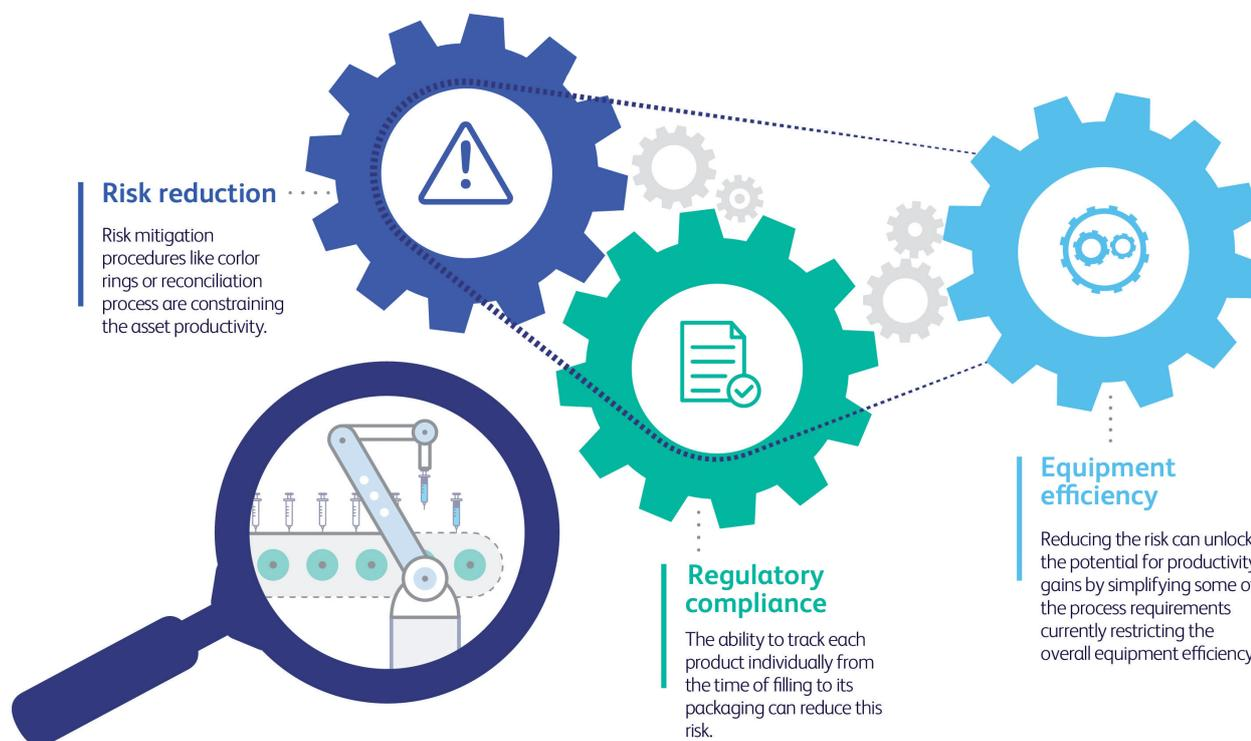 Risk reduction
Risk mitigation
procedures like corlor
rings or reconciliation
process are constraining
the asset productivity.
Regulatory
compliance
The ability to track each
product individually from
the time of filling to its
packaging can reduce this
risk.
Equipment
efficiency
Reducing the risk can unlock
the potential for productivity
gains by simplifying some o
the process requirements
currently restricting the
overall equipment efficiency